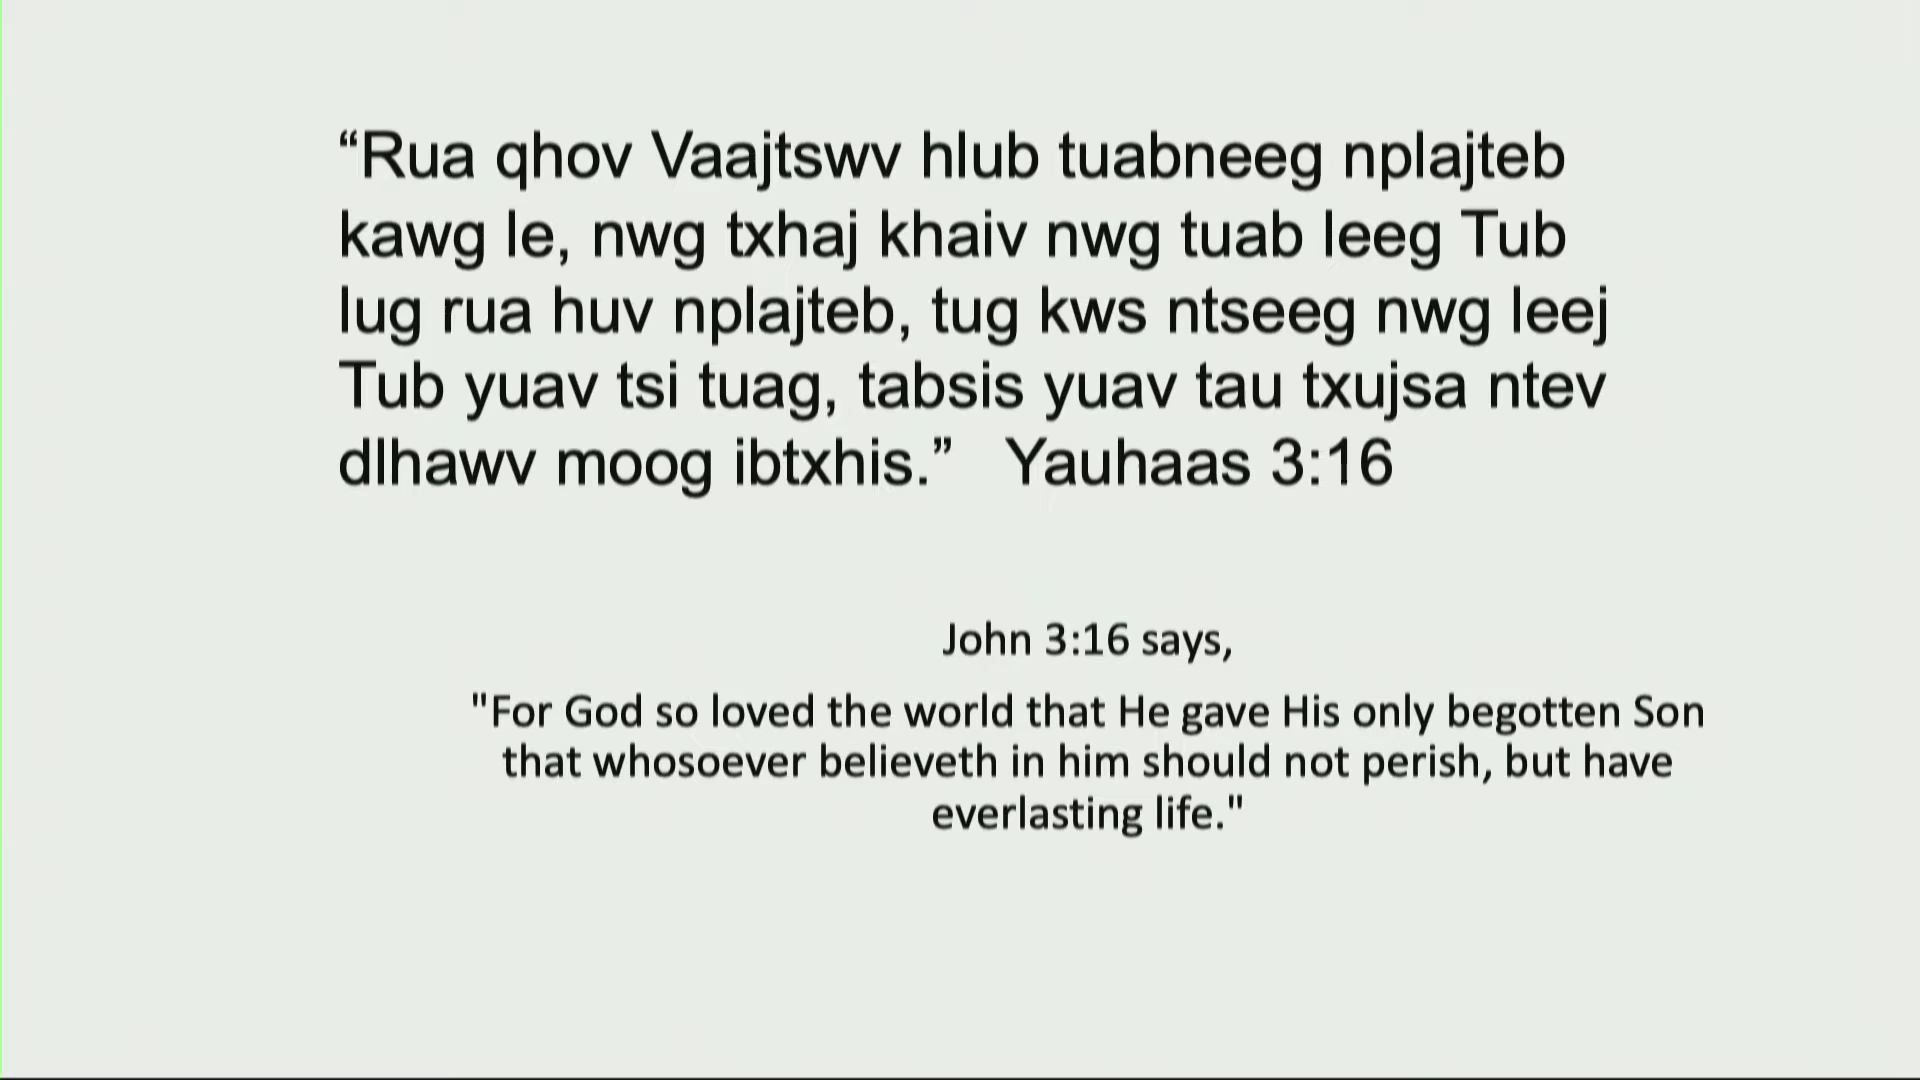 “Rua qhov Vaajtswv hlub tuabneeg nplajteb
kawg le, nwg txhaj khaiv nwg tuab leeg Tub
lug rua huv nplajteb, tug kws ntseeg nwg leej
Tub yuav tsi tuag, tabsis yuav tau txujsa ntev
dlhawv moog ibtxhis.” Yauhaas 3:16
John 3:16 says,
"For God so loved the world that He gave His only begotten Son
that whosoever believeth in him should not perish, but have
everlasting life."